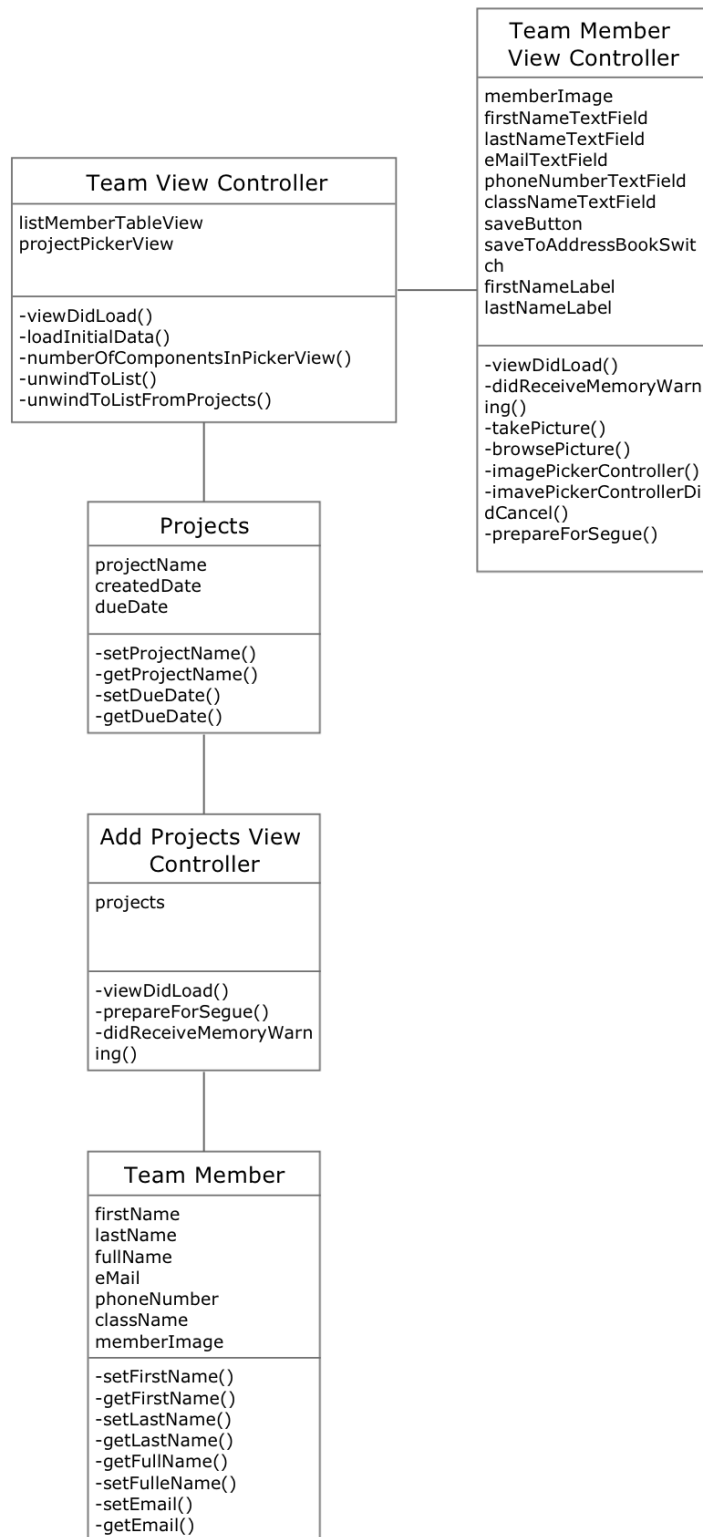 Team Member
View Controller
memberImage
firstNameTextField
lastNameTextField
eMailTextField
phoneNumberTextField
classNameTextField
saveButton
saveToAddressBookSwit
ch
firstNameLabel
lastNameLabel
-viewDidLoad()
-didReceiveMemoryWarn
ing()
-takePicture()
-browsePicture()
-imagePickerController()
-imavePickerControllerDi
dCancel()
-prepareForSegue()
Team View Controller
listMemberTableView
projectPickerView
-viewDidLoad()
-loadInitialData()
-numberOfComponentsInPickerView()
-unwindToList()
-unwindToListFromProjects()
Projects
projectName
createdDate
dueDate
-setProjectName()
-getProjectName()
-setDueDate()
-getDueDate()
Add Projects View
Controller
projects
-viewDidLoad()
-prepareForSegue()
-didReceiveMemoryWarn
ing()
Team Member
firstName
lastName
fullName
eMail
phoneNumber
className
memberImage
-setFirstName()
-getFirstName()
-setLastName()
-getLastName()
-getFullName()
-setFulleName()
-setEmail()
-getEmail()